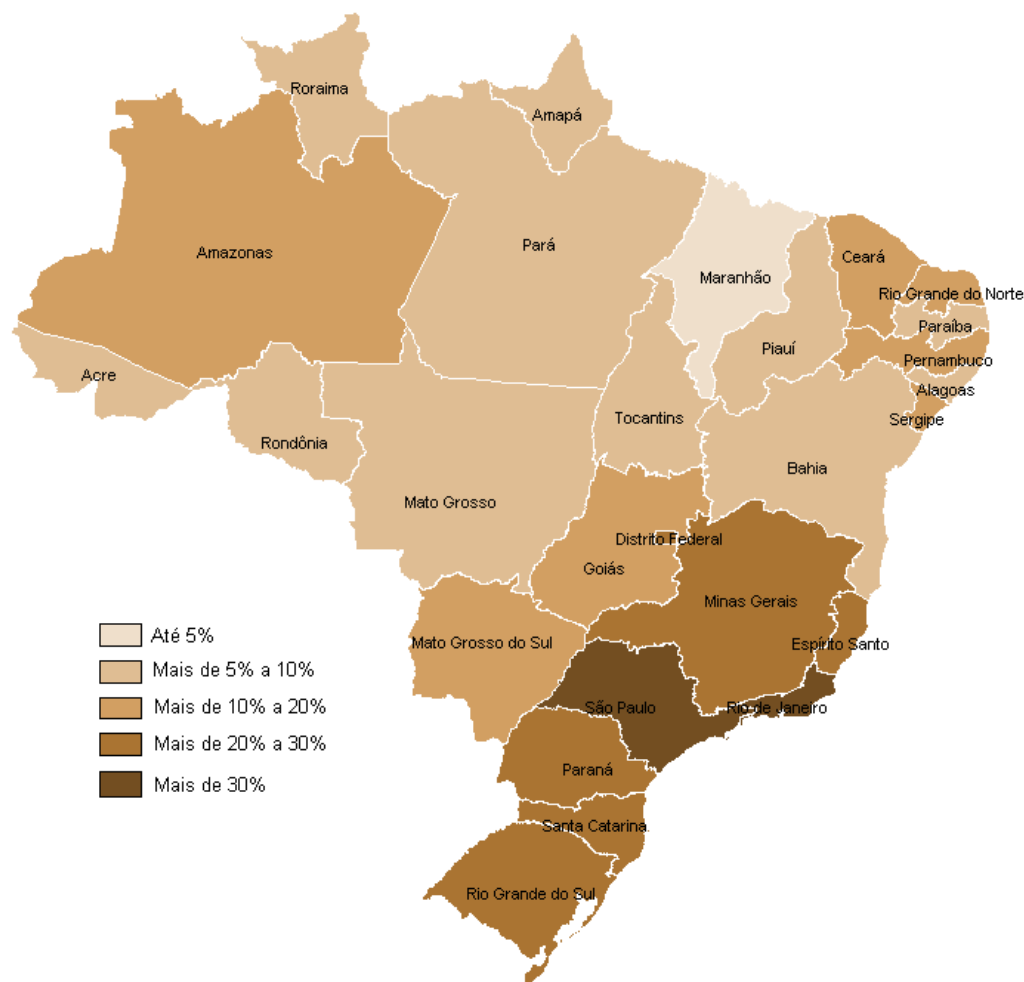 Roraima
Amapá
Amazonas
Pará
Maranhão
Ceará
Rio Grande do Norte
Paraíba
Piauí
Pernambuco
Acre
Alagoas
Tocantins
Sergipe
Rondônia
Bahia
Mato Grosso
Distrito Federal
Goiás
Minas Gerais
Mato Grosso do Sul
Espírito Santo
São Paulo
Rio de Janeiro
Paraná
Santa Catarina
Rio Grande do Sul
Até 5%
Mais de 5% a 10%
Mais de 10% a 20%
Mais de 20% a 30%
Mais de 30%